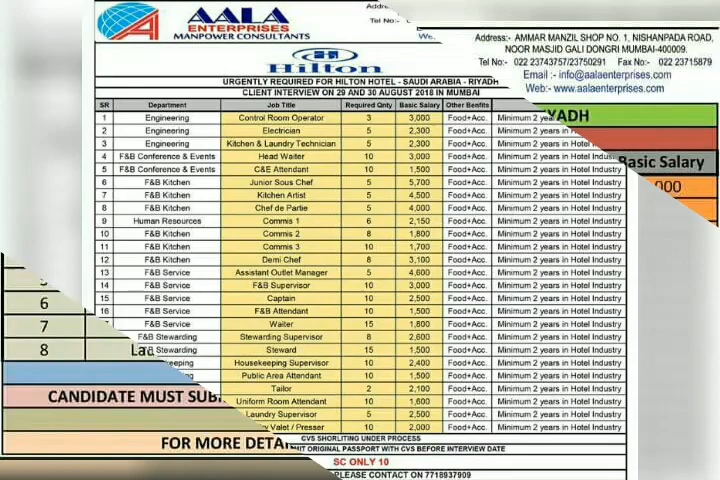 Addre
Tel No:-
We.
AALA
ENTERPRISES
MANPOWER CONSULTANTS
Hilton
Address:- AMMAR MANZIL SHOP NO. 1, NISHANPADA ROAD,
NOOR MASJID GALI DONGRI MUMBAI-400009.
Tel No:- 022 23743757/23750291 Fax No:- 022 23715879
Email :- info@aalaenterprises.com
Web:- www.aalaenterprises.com
URGENTLY REQUIRED FOR HILTON HOTEL - SAUDI ARABIA - RIYADH
CLIENT INTERVIEW ON 29 AND 30 AUGUST 2018 IN MUMBAI
YADH
Basic Salary
,000
SR Department Job Title Required Qnty Basic Salary Other Benfits
1 Engineering Control Room Operator 3 3,000 Food+Acc. Minimum 2 yea
2 Engineering Electrician 5 2,300 Food+Acc. Minimum 2 years in
3 Engineering Kitchen & Laundry Technician 5 2,300 Food+Acc. Minimum 2 years in Hotel
4 F&B Conference & Events Head Waiter 10 3,000 Food+Acc. Minimum 2 years in Hotel Indus
5 F&B Conference & Events C&E Attendant 10 1,500 Food+Acc. Minimum 2 years in Hotel Industry
6 F&B Kitchen Junior Sous Chef 5 5,700 Food+Acc. Minimum 2 years in Hotel Industry
7 F&B Kitchen Kitchen Artist 5 4,500 Food+Acc. Minimum 2 years in Hotel Industry
8 F&B Kitchen Chef de Partie 5 4,000 Food+Acc. Minimum 2 years in Hotel Industry
9 Human Resources Commis 1 6 2,150 Food+Acc. Minimum 2 years in Hotel Industry
10 F&B Kitchen Commis 2 8 1,800 Food+Acc. Minimum 2 years in Hotel Industry
11 F&B Kitchen Commis 3 10 1,700 Food+Acc. Minimum 2 years in Hotel Industry
12 F&B Kitchen Demi Chef 8 3,100 Food+Acc. Minimum 2 years in Hotel Industry
13 F&B Service Assistant Outlet Manager 5 4,600 Food+Acc. Minimum 2 years in Hotel Industry
14 F&B Service F&B Supervisor 10 3,000 Food+Acc. Minimum 2 years in Hotel Industry
15 F&B Service Captain 10 2,500 Food+Acc. Minimum 2 years in Hotel Industry
16 F&B Service F&B Attendant 10 1,500 Food+Acc. Minimum 2 years in Hotel Industry
F&B Service Waiter 15 1,800 Food+Acc. Minimum 2 years in Hotel Industry
F&B Stewarding Stewarding Supervisor 8 2,600 Food+Acc. Minimum 2 years in Hotel Industry
Stewarding Steward 15 1,500 Food+Acc. Minimum 2 years in Hotel Industry
keeping Housekeeping Supervisor 10 2,400 Food+Acc. Minimum 2 years in Hotel Industry
ing Public Area Attendant 10 1,500 Food+Acc. Minimum 2 years in Hotel Industry
Tailor 2 2,100 Food+Acc. Minimum 2 years in Hotel Industry
Uniform Room Attendant 10 1,600 Food+Acc. Minimum 2 years in Hotel Industry
Laundry Supervisor 5 2,500 Food+Acc. Minimum 2 years in Hotel Industry
y Valet / Presser 10 2,000 Food+Acc. Minimum 2 years in Hotel Industry
6
7
8 Lau
CANDIDATE MUST SUBI
FOR MORE DETAI
CVS SHORLITING UNDER PROCESS
MIT ORIGINAL PASSPORT WITH CVS BEFORE INTERVIEW DATE
SC ONLY 10
PLEASE CONTACT ON 7718937909